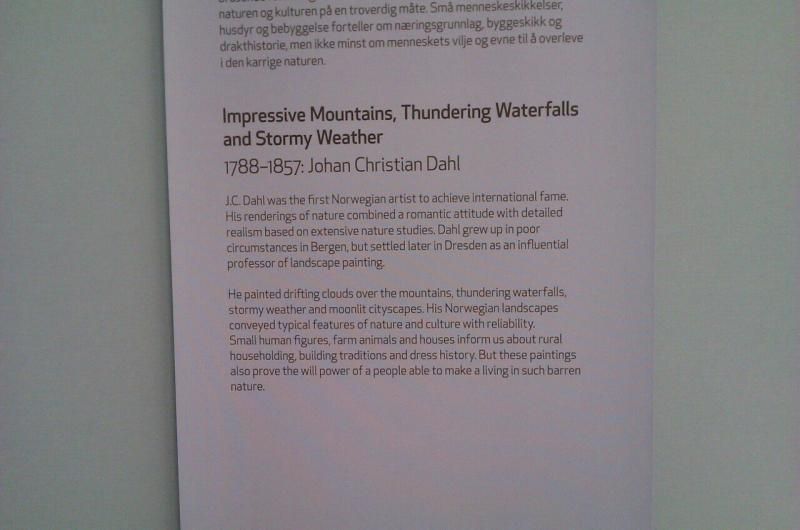 naturen og kulturen på en troverdig måte. Små menneskeskikkelser,
husdyr og bebyggelse forteller om næringsgrunnlag, byggeskikk og
drakthistorie, men ikke minst om menneskets vilje og evne til å overleve
i den karrige naturen.
Impressive Mountains, Thundering Waterfalls
and Stormy Weather
1788–1857: Johan Christian Dahl
J.C. Dahl was the first Norwegian artist to achieve international fame.
His renderings of nature combined a romantic attitude with detailed
realism based on extensive nature studies. Dahl grew up in poor
circumstances in Bergen, but settled later in Dresden as an influential
professor of landscape painting.
He painted drifting clouds over the mountains, thundering waterfalls,
stormy weather and moonlit cityscapes. His Norwegian landscapes
conveyed typical features of nature and culture with reliability.
Small human figures, farm animals and houses inform us about rural
householding, building traditions and dress history. But these paintings
also prove the will power of a people able to make a living in such barren
nature.